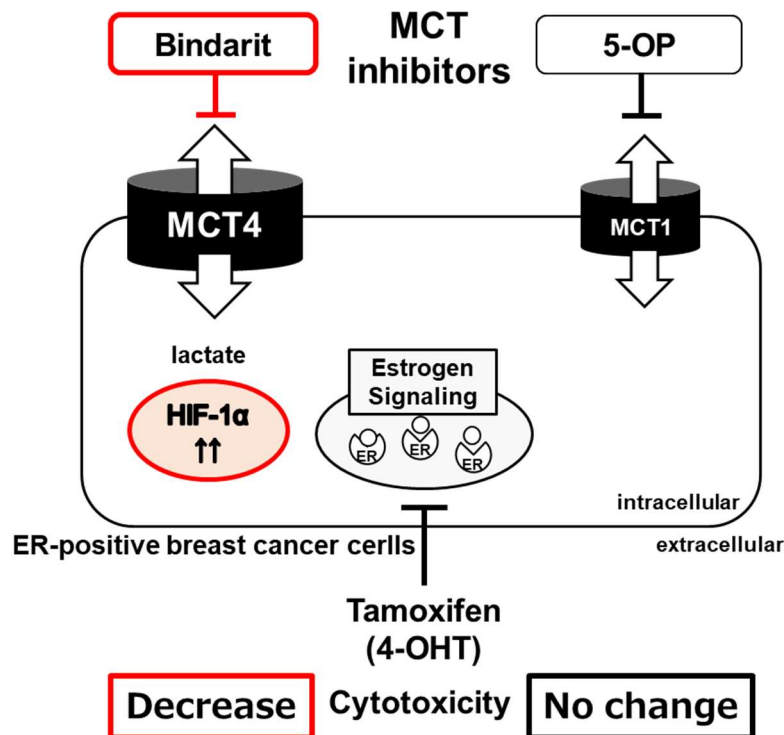 Bindarit
MCT
inhibitors
5-OP
MCT4
MCT1
lactate
HIF-1α
↑↑
Estrogen
Signaling
ER
ER
ER
intracellular
extracellular
ER-positive breast cancer cerlls
Tamoxifen
(4-OHT)
Decrease
Cytotoxicity
No change